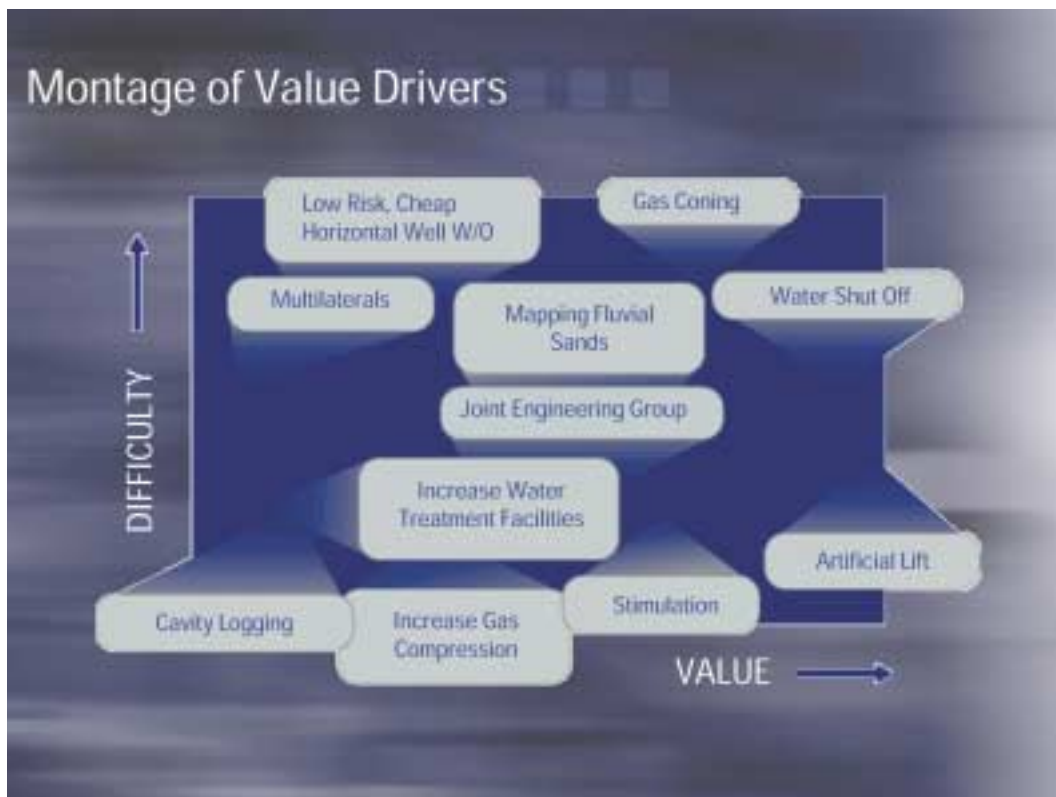 Montage of Value Drivers
Low Risk, Cheap
Horizontal Well W/O
Gas Coning
Multilaterals
Water Shut Off
Mapping Fluvial
Sands
Joint Engineering Group
DIFFICULTY
Increase Water
Treatment Facilities
Artificial Lift
Cavity Logging
Increase Gas
Compression
Stimulation
VALUE